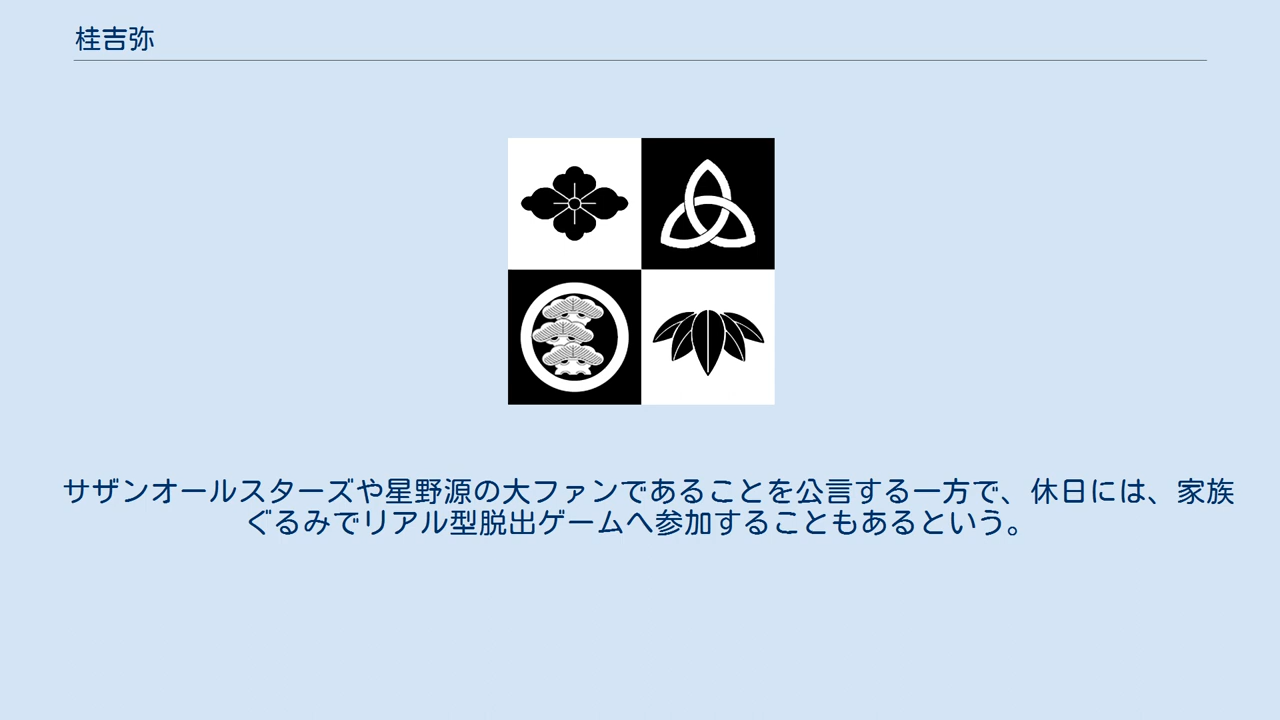 桂吉弥
サザンオールスターズや星野源の大ファンであることを公言する一方で、休日には、家族
ぐるみでリアル型脱出ゲームへ参加することもあるという。